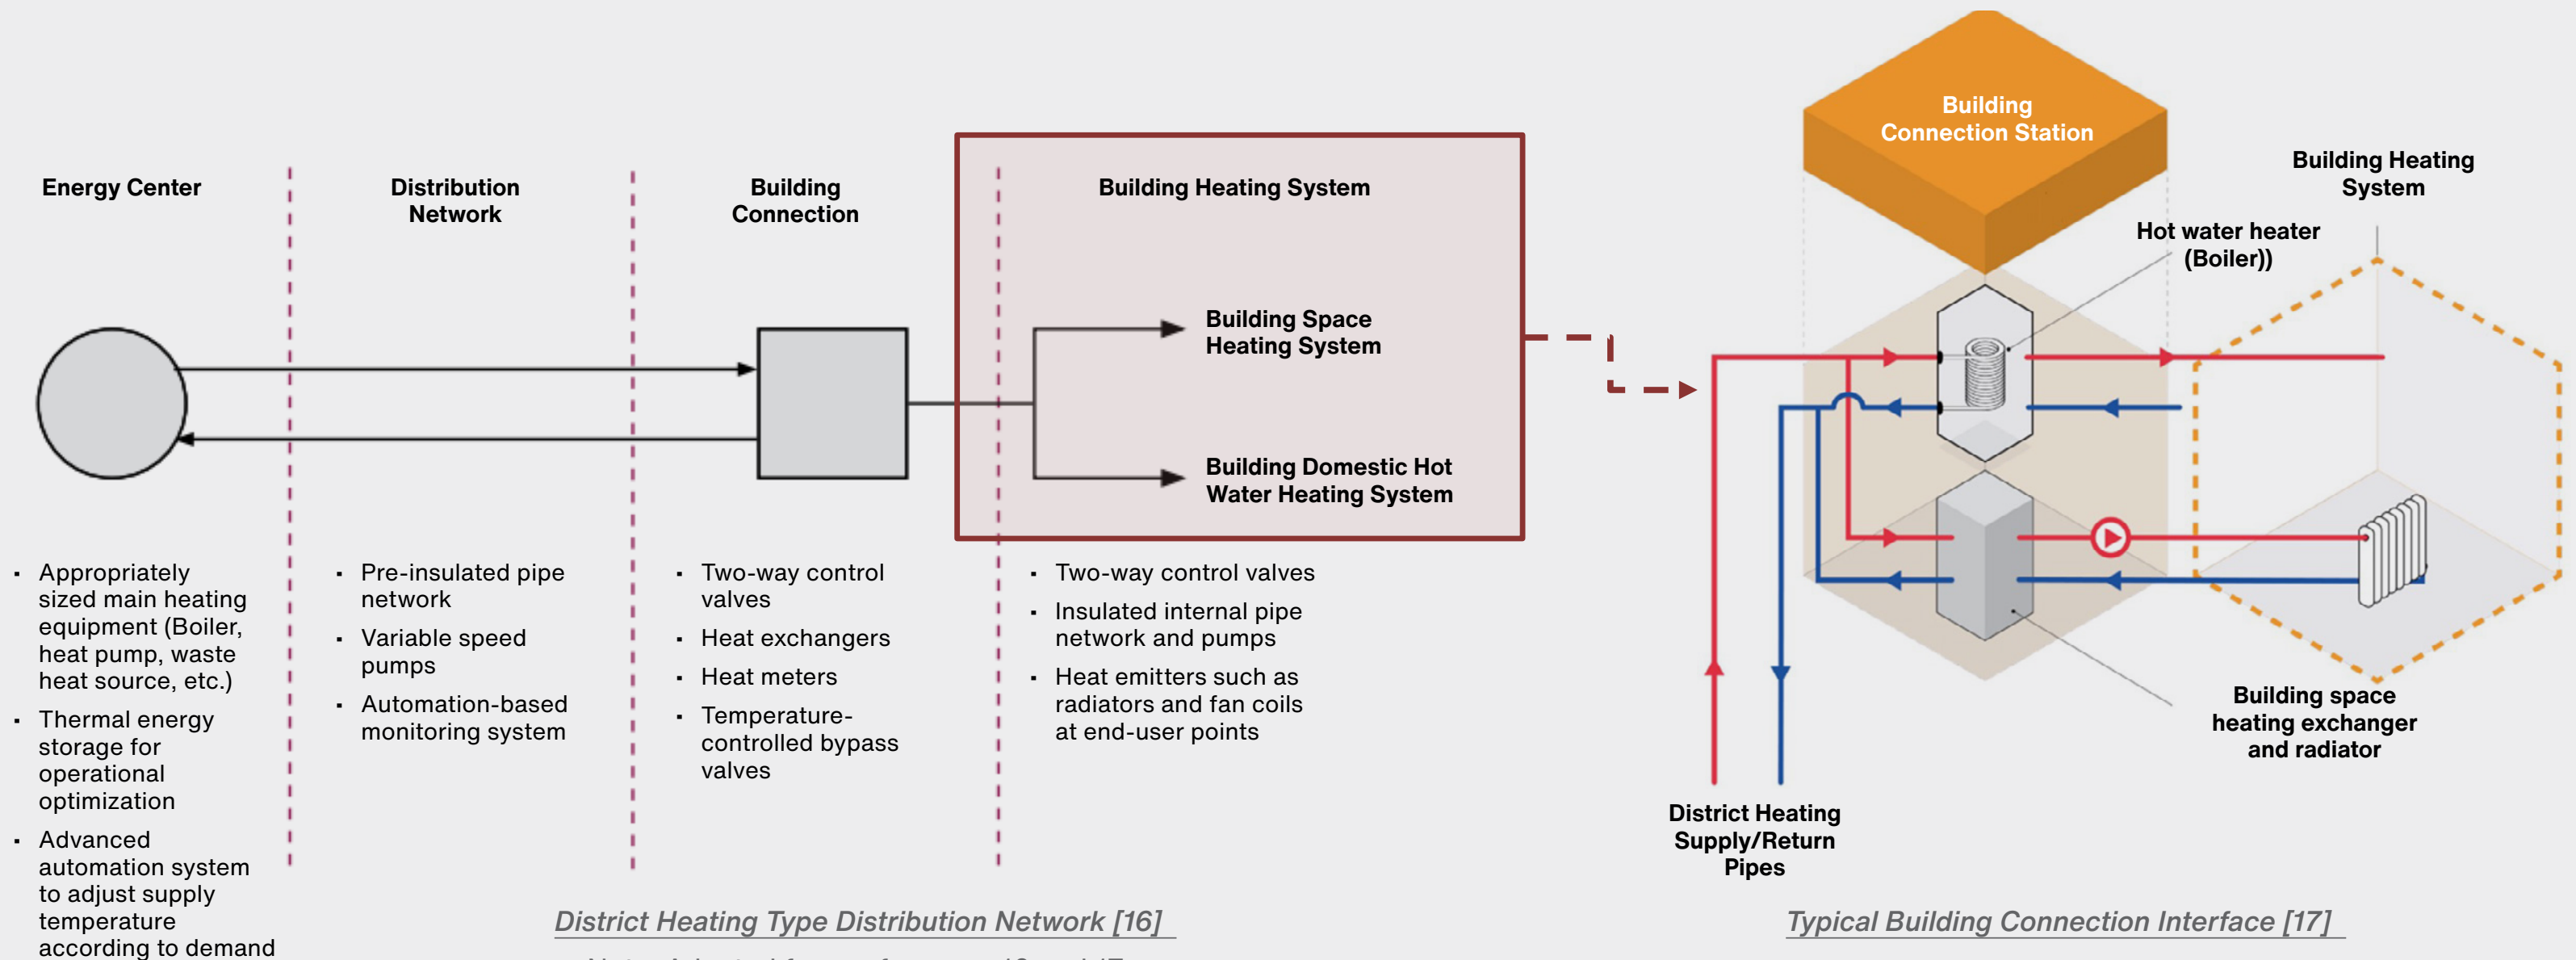 Energy Center
Distribution
Network
Building
Connection
Building Heating System
Building Space
Heating System
Building Domestic Hot
Water Heating System
▪ Appropriately
sized main heating
equipment (Boiler,
heat pump, waste
heat source, etc.)
▪ Thermal energy
storage for
operational
optimization
▪ Advanced
automation system
to adjust supply
temperature
according to demand
▪ Pre-insulated pipe
network
▪ Variable speed
pumps
▪ Automation-based
monitoring system
▪ Two-way control
valves
▪ Heat exchangers
▪ Heat meters
▪ Temperature-
controlled bypass
valves
▪ Two-way control valves
▪ Insulated internal pipe
network and pumps
▪ Heat emitters such as
radiators and fan coils
at end-user points
District Heating Type Distribution Network [16]
Building
Connection Station
Building Heating
System
Hot water heater
(Boiler))
Building space
heating exchanger
and radiator
District Heating
Supply/Return
Pipes
Typical Building Connection Interface [17]